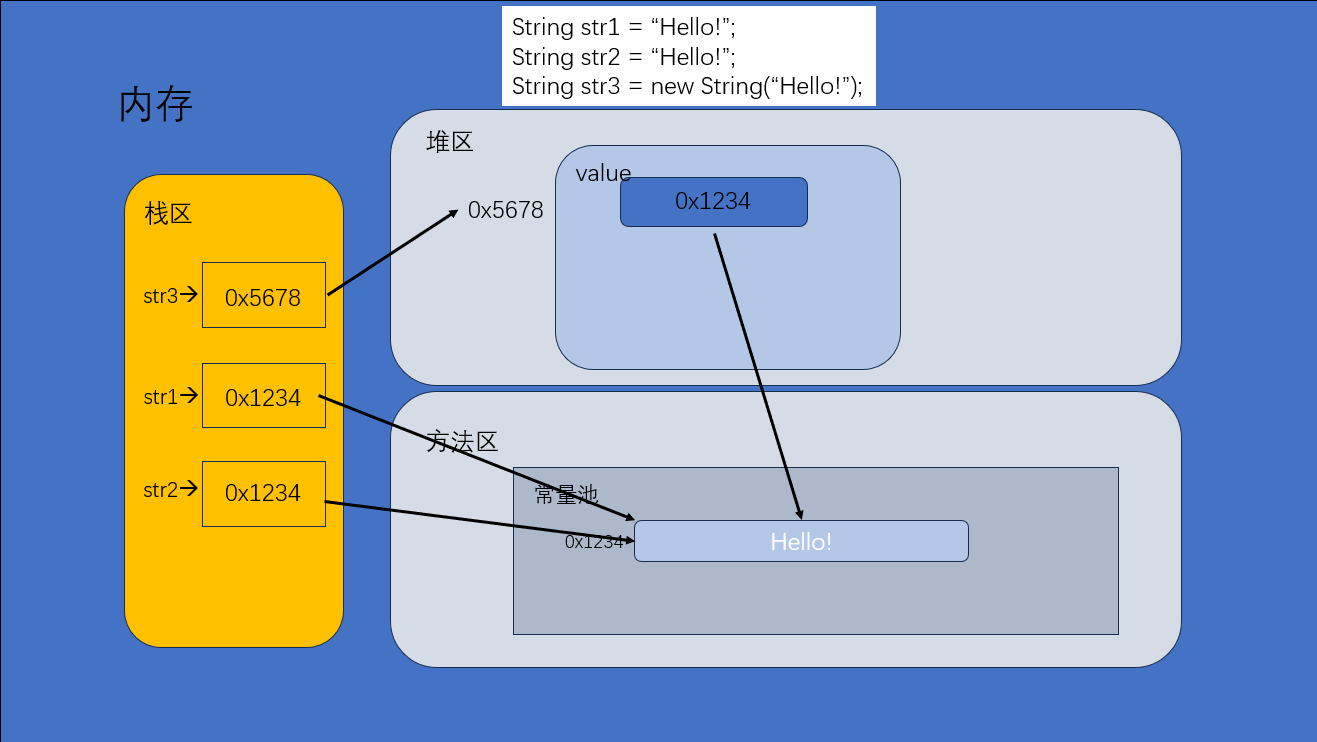 String str1 = “Hello!”;
String str2 = “Hello!”;
String str3 = new String(“Hello!”);
内存
堆区
value
0x1234
0x5678
栈区
str3→
0x5678
str1→
0x1234
str2→
0x1234
方法区
常量池
0x1234
Hello!